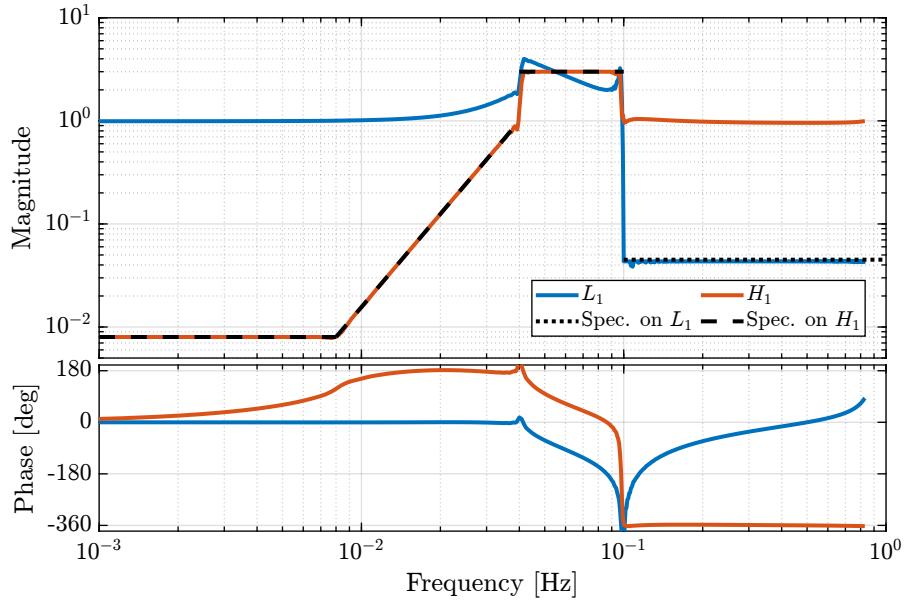 10^1
10^0
10^-1
10^-2
Magnitude
L_1 H_1
Spec. on L_1 Spec. on H_1
180
0
-180
-360
Phase [deg]
10^-3 10^-2 10^-1 10^0
Frequency [Hz]